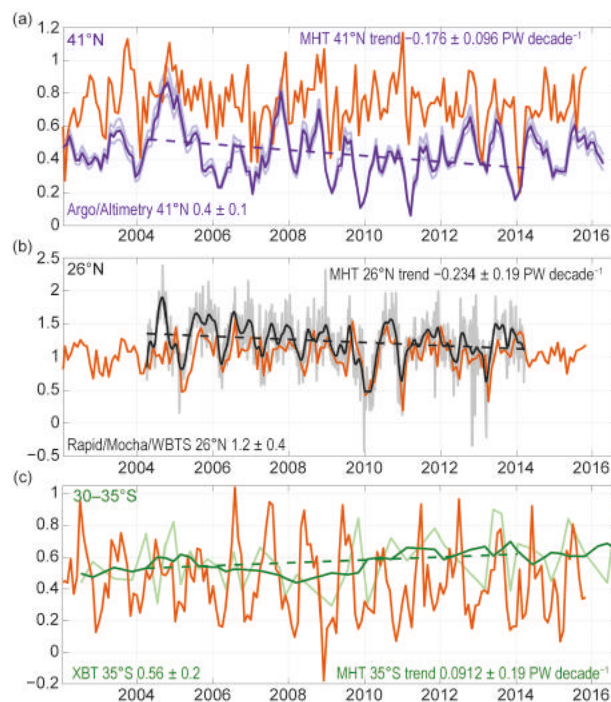 (a)
1.2
41°N
MHT 41°N trend −0.176 ± 0.096 PW decade⁻¹
1
0.8
0.6
0.4
0.2
0
Argo/Altimetry 41°N 0.4 ± 0.1
2004 2006 2008 2010 2012 2014 2016
(b)
2.5
26°N
MHT 26°N trend −0.234 ± 0.19 PW decade⁻¹
2
1.5
1
0.5
0
−0.5
Rapid/Mocha/WBTS 26°N 1.2 ± 0.4
2004 2006 2008 2010 2012 2014 2016
(c)
30–35°S
1
0.8
0.6
0.4
0.2
0
−0.2
XBT 35°S 0.56 ± 0.2
MHT 35°S trend 0.0912 ± 0.19 PW decade⁻¹
2004 2006 2008 2010 2012 2014 2016